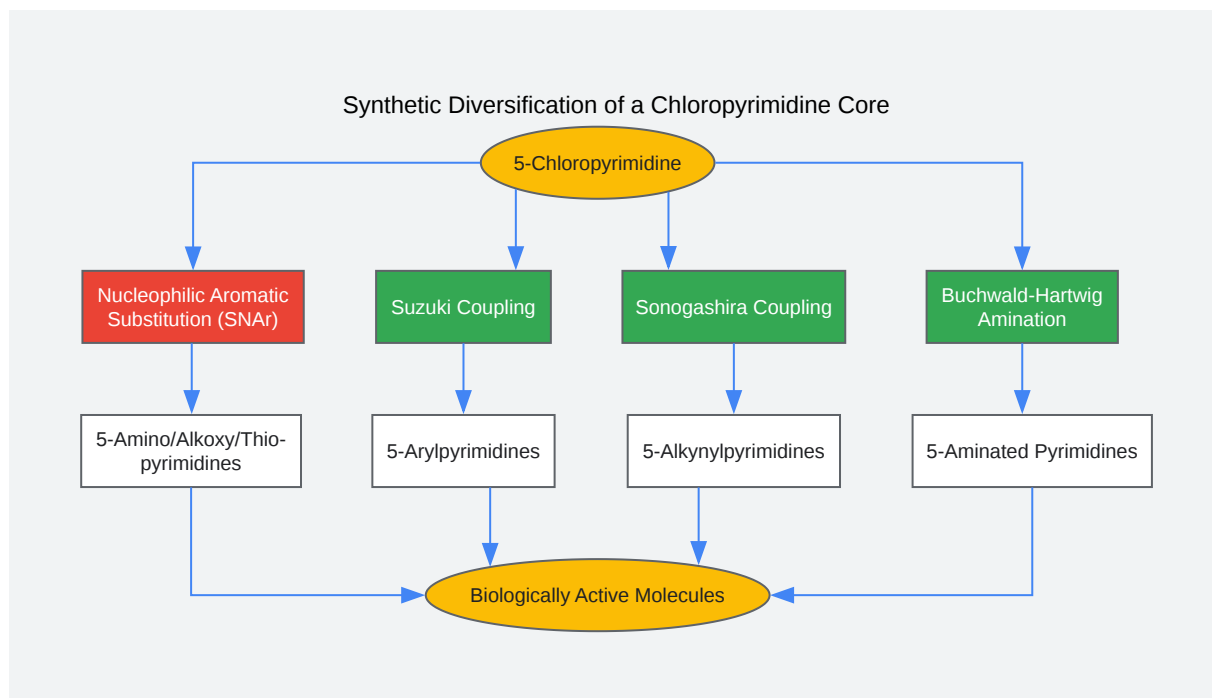 Synthetic Diversification of a Chloropyrimidine Core
5-Chloropyrimidine
Nucleophilic Aromatic
Substitution (SNAr)
Suzuki Coupling
Sonogashira Coupling
Buchwald-Hartwig
Amination
5-Amino/Alkoxy/Thio-
pyrimidines
5-Arylpyrimidines
5-Alkynylpyrimidines
5-Aminated Pyrimidines
Biologically Active Molecules